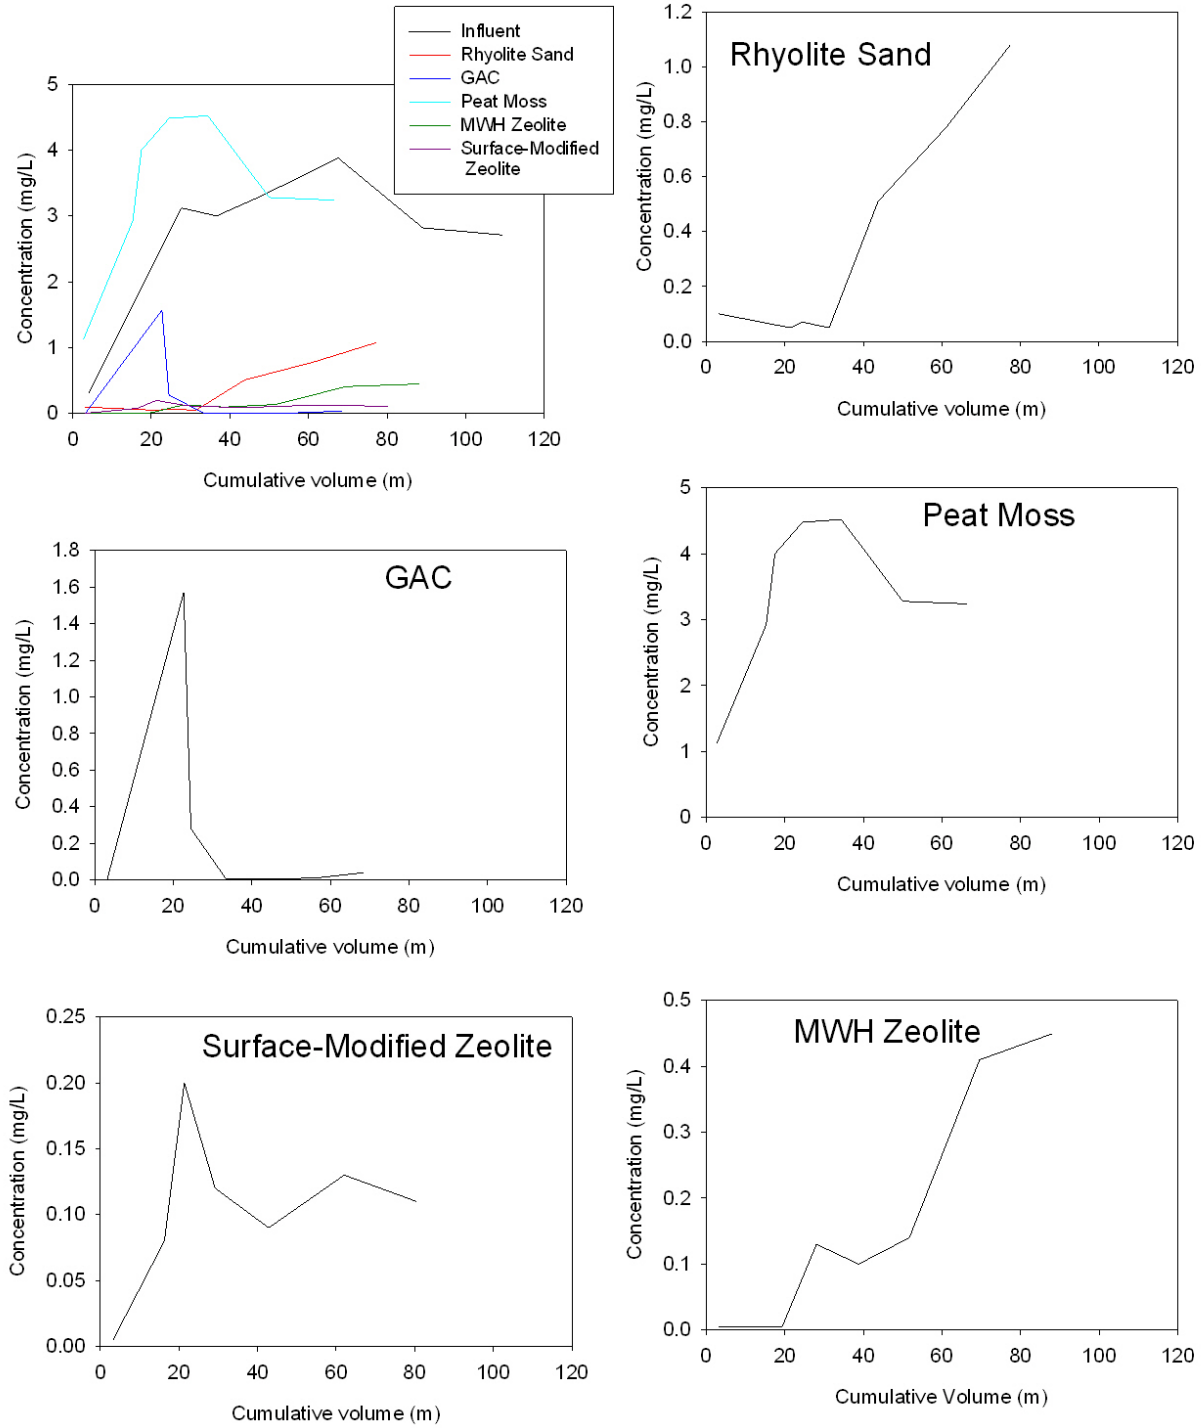 Influent
Rhyolite Sand
GAC
Peat Moss
MWH Zeolite
Surface-Modified
Zeolite
5
4
3
2
1
0
Concentration (mg/L)
0 20 40 60 80 100 120
Cumulative volume (m)
Rhyolite Sand
1.2
1.0
0.8
0.6
0.4
0.2
0.0
Concentration (mg/L)
0 20 40 60 80 100 120
Cumulative volume (m)
GAC
1.8
1.6
1.4
1.2
1.0
0.8
0.6
0.4
0.2
0.0
Concentration (mg/L)
0 20 40 60 80 100 120
Cumulative volume (m)
Peat Moss
5
4
3
2
1
0
Concentration (mg/L)
0 20 40 60 80 100 120
Cumulative volume (m)
Surface-Modified Zeolite
0.25
0.20
0.15
0.10
0.05
0.00
Concentration (mg/L)
0 20 40 60 80 100 120
Cumulative volume (m)
MWH Zeolite
0.5
0.4
0.3
0.2
0.1
0.0
Concentration (mg/L)
0 20 40 60 80 100 120
Cumulative Volume (m)